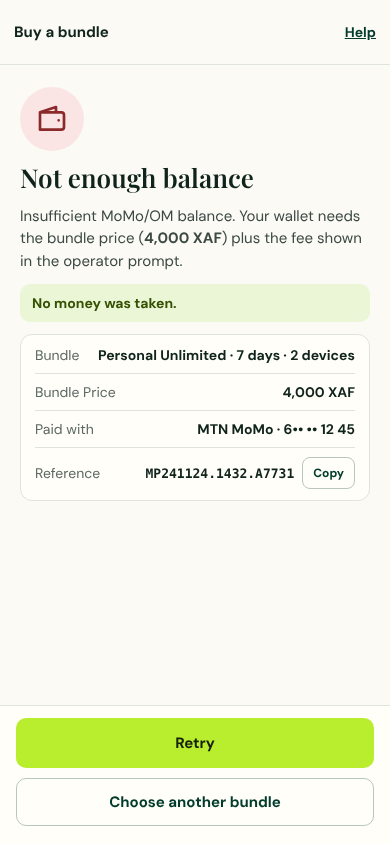 Buy a bundle
Help
Not enough balance
Insufficient MoMo/OM balance. Your wallet needs
the bundle price (4,000 XAF) plus the fee shown
in the operator prompt.
No money was taken.
Bundle Personal Unlimited · 7 days · 2 devices
Bundle Price 4,000 XAF
Paid with MTN MoMo · 6•• •• 12 45
Reference MP241124.1432.A7731 Copy
Retry
Choose another bundle